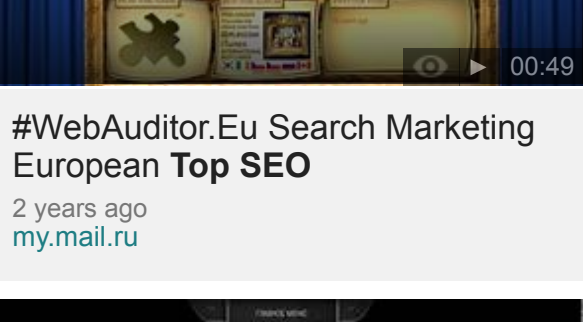 00:49
#WebAuditor.Eu Search Marketing
European Top SEO
2 years ago
my.mail.ru